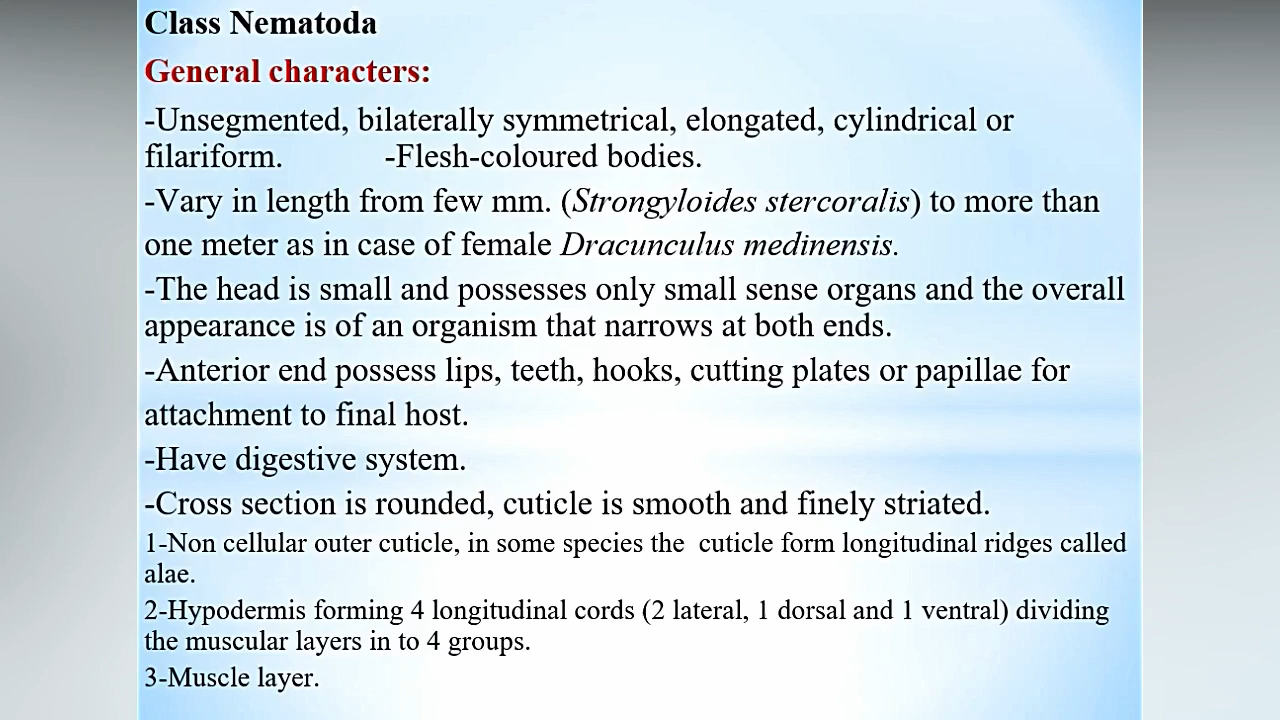 Class Nematoda
General characters:
-Unsegmented, bilaterally symmetrical, elongated, cylindrical or
filariform. -Flesh-coloured bodies.
-Vary in length from few mm. (Strongyloides stercoralis) to more than
one meter as in case of female Dracunculus medinensis.
-The head is small and possesses only small sense organs and the overall
appearance is of an organism that narrows at both ends.
-Anterior end possess lips, teeth, hooks, cutting plates or papillae for
attachment to final host.
-Have digestive system.
-Cross section is rounded, cuticle is smooth and finely striated.
1-Non cellular outer cuticle, in some species the cuticle form longitudinal ridges called
alae.
2-Hypodermis forming 4 longitudinal cords (2 lateral, 1 dorsal and 1 ventral) dividing
the muscular layers in to 4 groups.
3-Muscle layer.